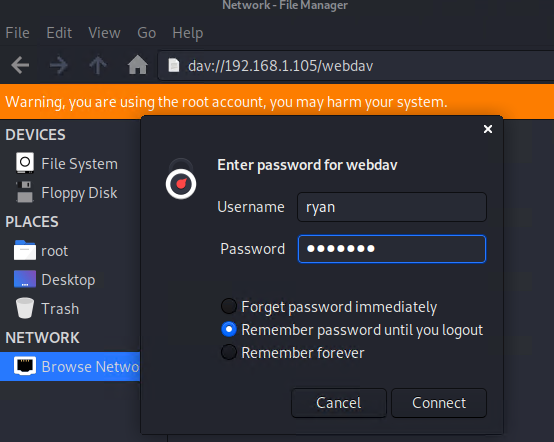 Network - File Manager
File Edit View Go Help
dav://192.168.1.105/webdav
Warning, you are using the root account, you may harm your system.
DEVICES
File System
Floppy Disk
PLACES
root
Desktop
Trash
NETWORK
Browse Netwo
Enter password for webdav
Username ryan
Password ●●●●●●●
Forget password immediately
Remember password until you logout
Remember forever
Cancel Connect